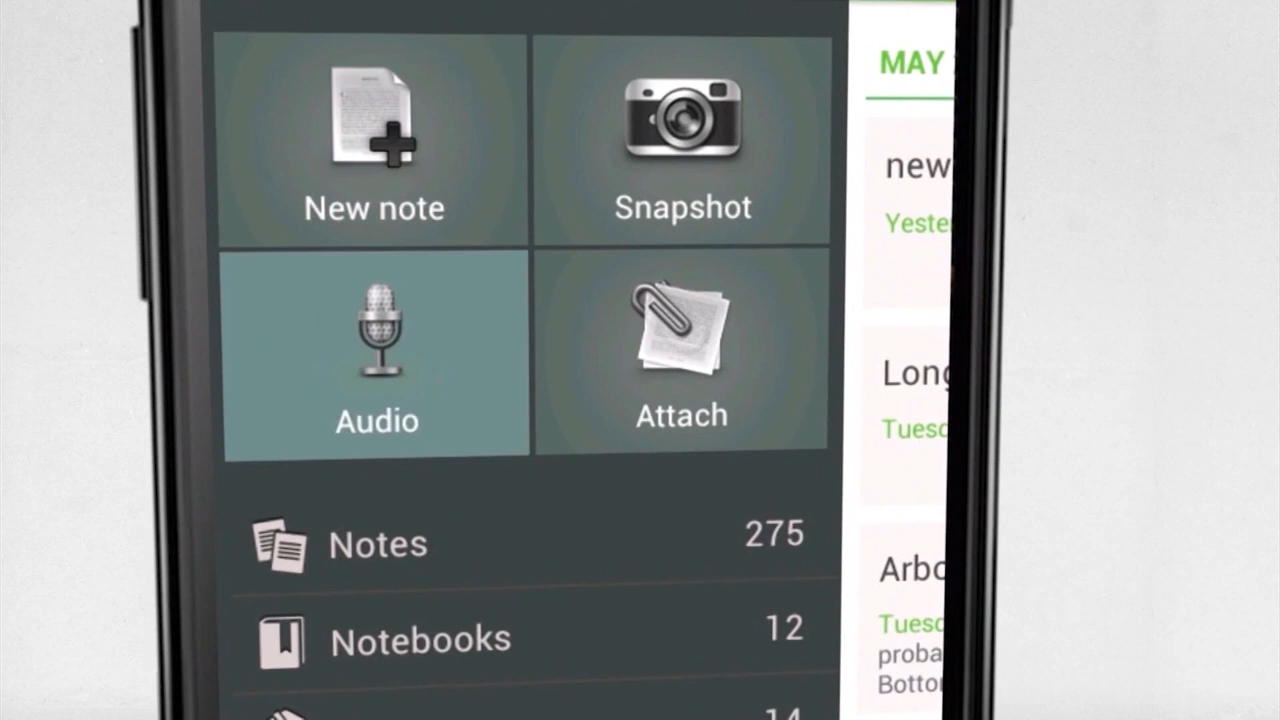 New note
Snapshot
Audio
Attach
Notes 275
Notebooks 12
14
MAY
new
Yeste
Long
Tuesd
Arbo
Tuesd
proba
Botto